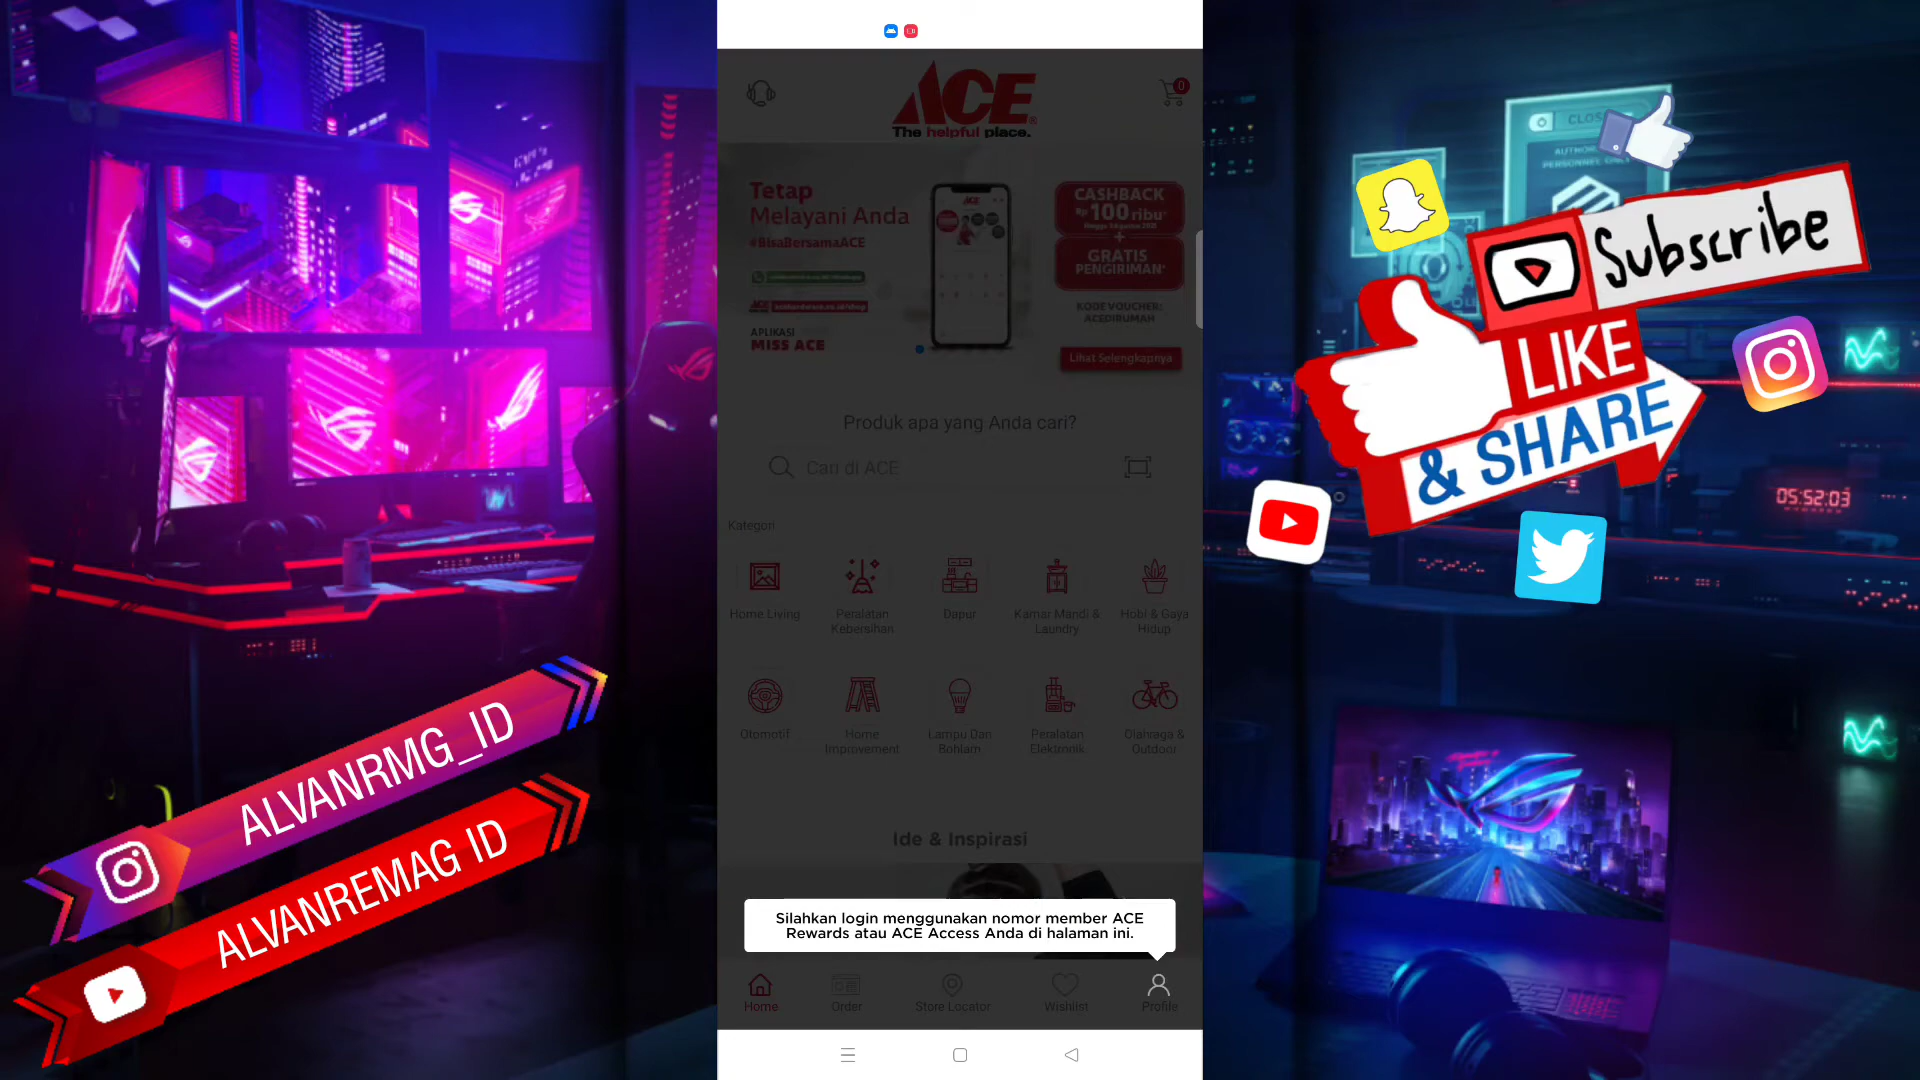 ACE
The helpful place.
0
Tetap
Melayani Anda
#BisaBersamaACE
APLIKASI
MISS ACE
ACE
CASHBACK
Rp 100 ribu*
+
GRATIS
PENGIRIMAN*
KODE VOUCHER:
ACEDIRUMAH
Lihat Selengkapnya
Produk apa yang Anda cari?
Cari di ACE
Kategori
Home Living
Peralatan
Kebersihan
Dapur
Kamar Mandi &
Laundry
Hobi & Gaya
Hidup
Otomotif
Home
Improvement
Lampu Dan
Bohlam
Peralatan
Elektronik
Olahraga &
Outdoor
Ide & Inspirasi
Silahkan login menggunakan nomor member ACE
Rewards atau ACE Access Anda di halaman ini.
Home
Order
Store Locator
Wishlist
Profile
ALVANRMG_ID
ALVANREMAG ID
Subscribe
LIKE
& SHARE
05:52:03